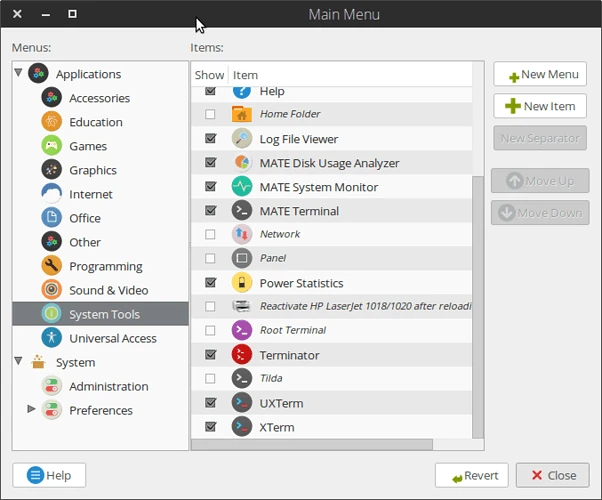 Main Menu
Menus:
Items:
Applications
Accessories
Education
Games
Graphics
Internet
Office
Other
Programming
Sound & Video
System Tools
Universal Access
System
Administration
Preferences
Show Item
Help
Home Folder
Log File Viewer
MATE Disk Usage Analyzer
MATE System Monitor
MATE Terminal
Network
Panel
Power Statistics
Reactivate HP LaserJet 1018/1020 after reloadi
Root Terminal
Terminator
Tilda
UXTerm
XTerm
New Menu
New Item
New Separator
Move Up
Move Down
Help
Revert
Close